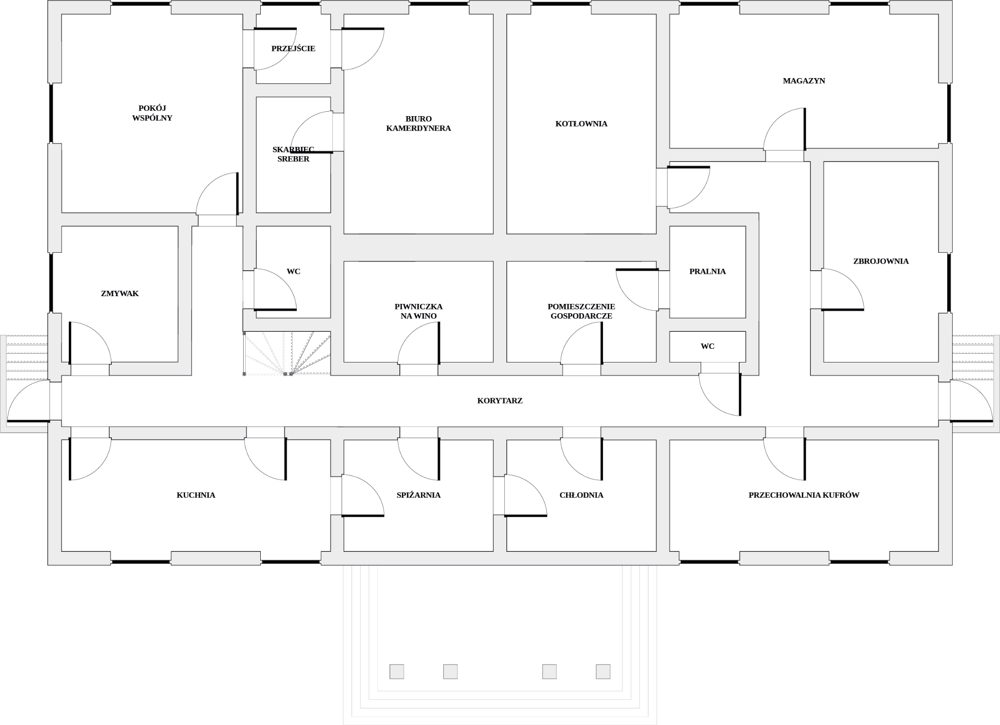 PRZEJŚCIE
MAGAZYN
POKÓJ
WSPÓLNY
BIURO
KAMERDYNERA
KOTŁOWNIA
SKARBIEC
SREBER
ZBROJOWNIA
WC
PRALNIA
ZMYWAK
PIWNICZKA
NA WINO
POMIESZCZENIE
GOSPODARCZE
WC
KORYTARZ
KUCHNIA
SPIŻARNIA
CHŁODNIA
PRZECHOWALNIA KUFRÓW